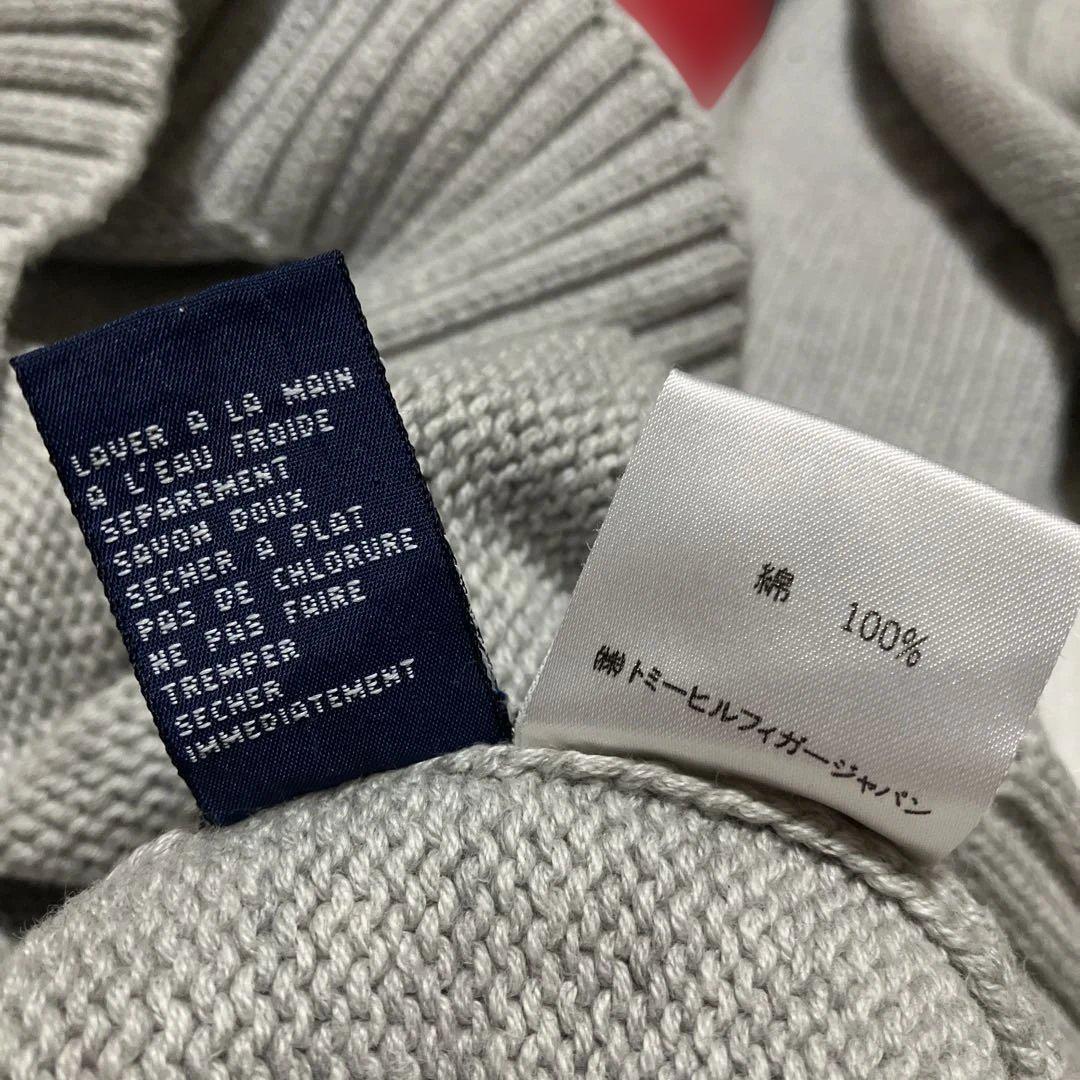 LAVER A LA MAIN
A L'EAU FROIDE
SEPAREMENT
SAVON DOUX
SECHER A PLAT
PAS DE CHLORURE
NE PAS FAIRE
TREMPER
SECHER
IMMEDIATEMENT
綿 100%
㈱トミーヒルフィガージャパン